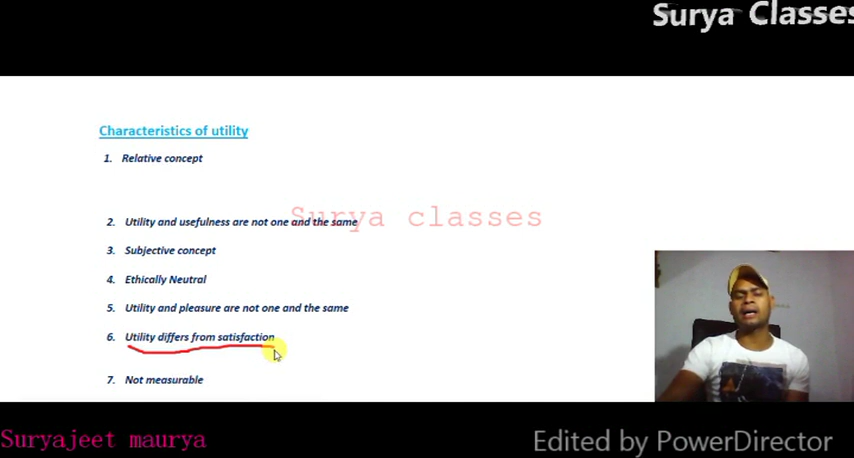 Surya Classes
Characteristics of utility
1. Relative concept
Surya classes
2. Utility and usefulness are not one and the same
3. Subjective concept
4. Ethically Neutral
5. Utility and pleasure are not one and the same
6. Utility differs from satisfaction
7. Not measurable
Suryajeet maurya
Edited by PowerDirector